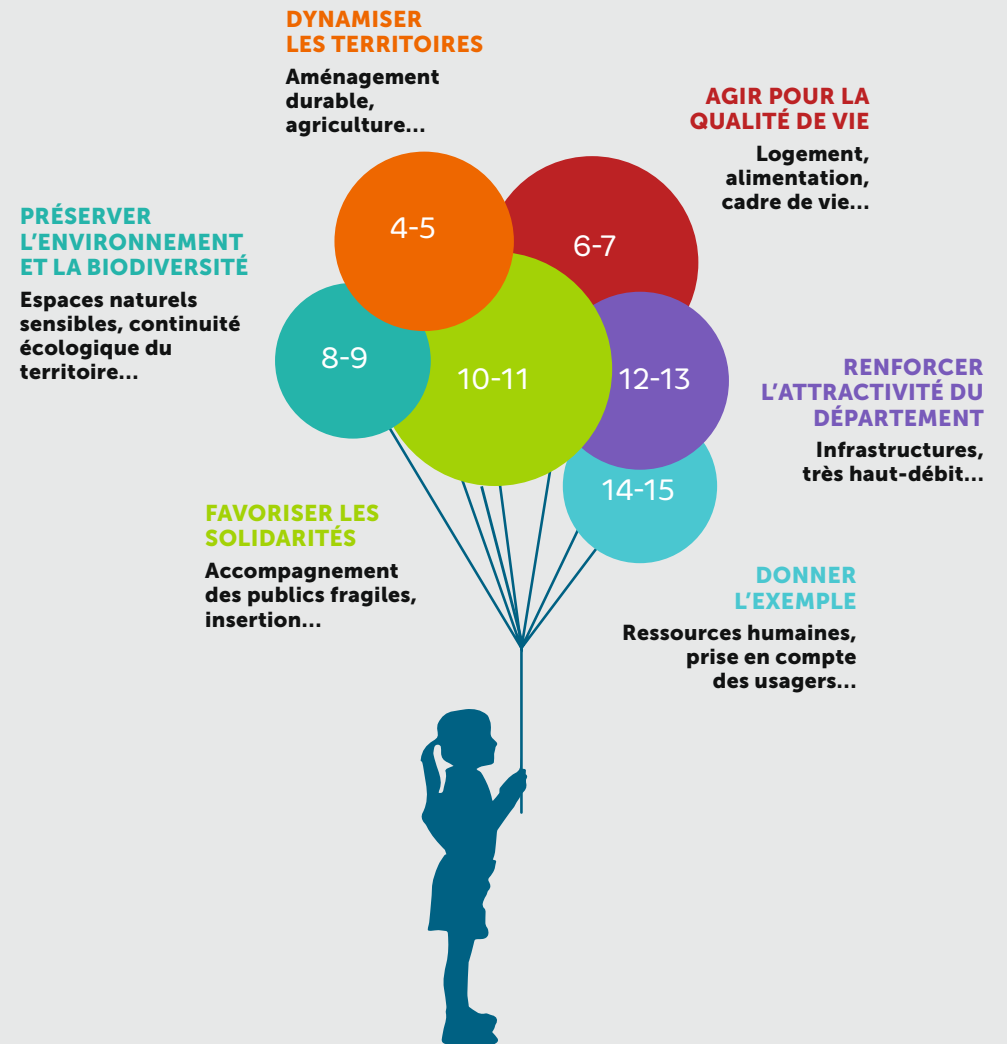 DYNAMISER
LES TERRITOIRES
Aménagement
durable,
agriculture...
AGIR POUR LA
QUALITÉ DE VIE
Logement,
alimentation,
cadre de vie...
PRÉSERVER
L’ENVIRONNEMENT
ET LA BIODIVERSITÉ
Espaces naturels
sensibles, continuité
écologique du
territoire...
4-5
6-7
8-9
10-11
12-13
14-15
RENFORCER
L’ATTRACTIVITÉ DU
DÉPARTEMENT
Infrastructures,
très haut-débit...
FAVORISER LES
SOLIDARITÉS
Accompagnement
des publics fragiles,
insertion...
DONNER
L’EXEMPLE
Ressources humaines,
prise en compte
des usagers...